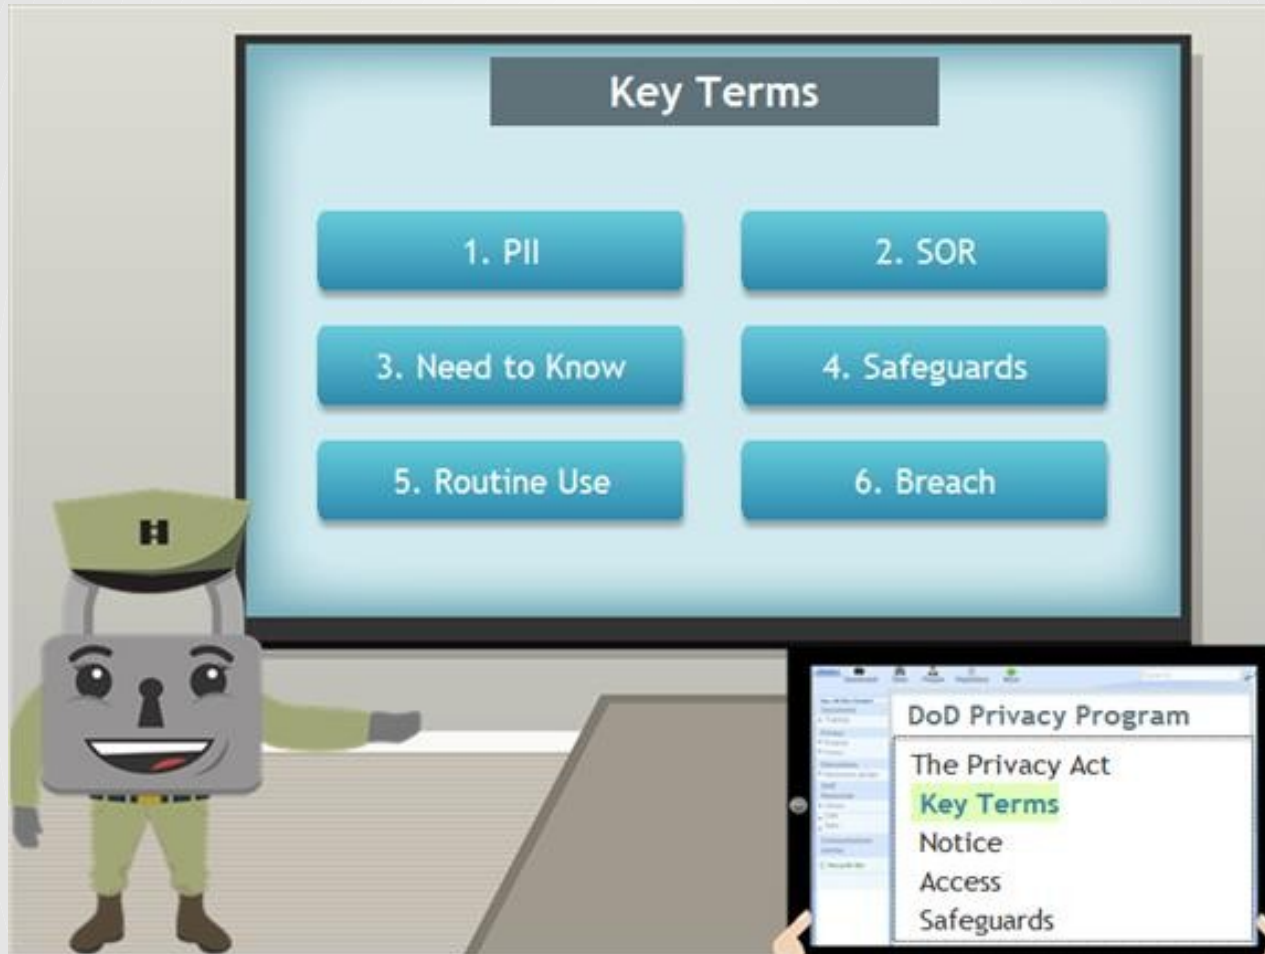 Key Terms
1. PII
2. SOR
3. Need to Know
4. Safeguards
5. Routine Use
6. Breach
DoD Privacy Program
The Privacy Act
Key Terms
Notice
Access
Safeguards